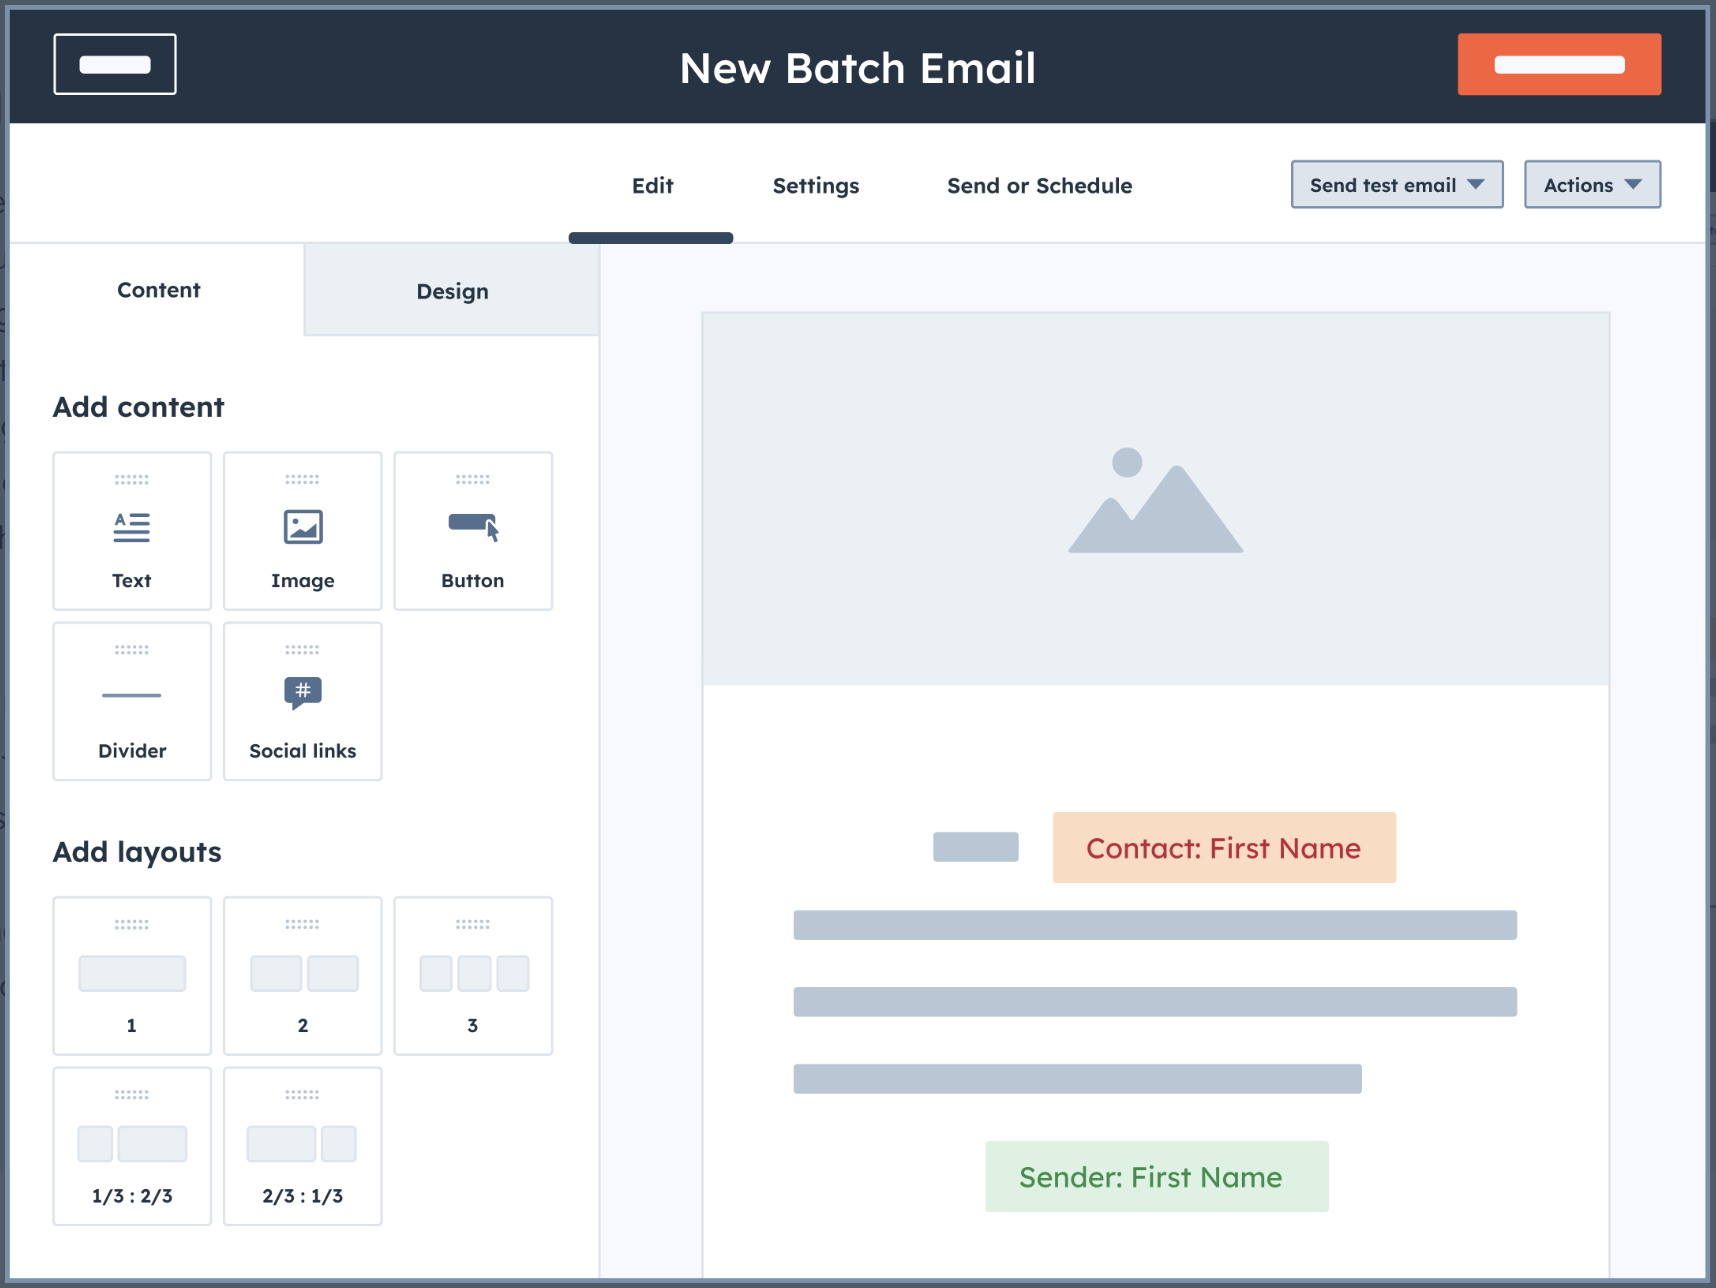 New Batch Email
Edit
Settings
Send or Schedule
Send test email
Actions
Content
Design
Add content
A
Text
Image
Button
Divider
#
Social links
Add layouts
1
2
3
1/3 : 2/3
2/3 : 1/3
Contact: First Name
Sender: First Name